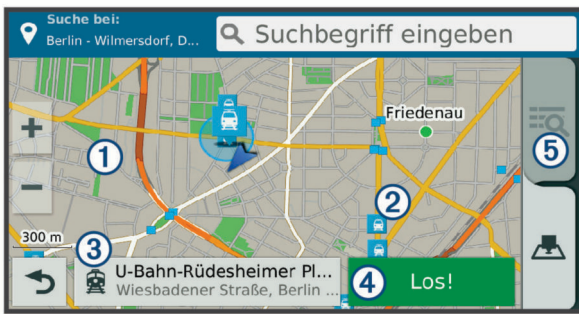 Suche bei:
Berlin - Wilmersdorf, D...
Suchbegriff eingeben
+
Friedenau
1
5
−
2
300 m
3
U-Bahn-Rüdesheimer Pl...
Wiesbadener Straße, Berlin ...
4
Los!